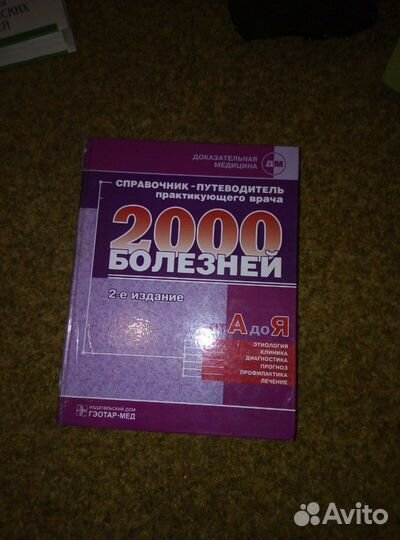 ДОКАЗАТЕЛЬНАЯ
МЕДИЦИНА
ДМ
СПРАВОЧНИК-ПУТЕВОДИТЕЛЬ
практикующего врача
2000
БОЛЕЗНЕЙ
2-е издание
от А до Я
ЭТИОЛОГИЯ
КЛИНИКА
ДИАГНОСТИКА
ПРОГНОЗ
ПРОФИЛАКТИКА
ЛЕЧЕНИЕ
ИЗДАТЕЛЬСКИЙ ДОМ
ГЭОТАР-МЕД
Avito